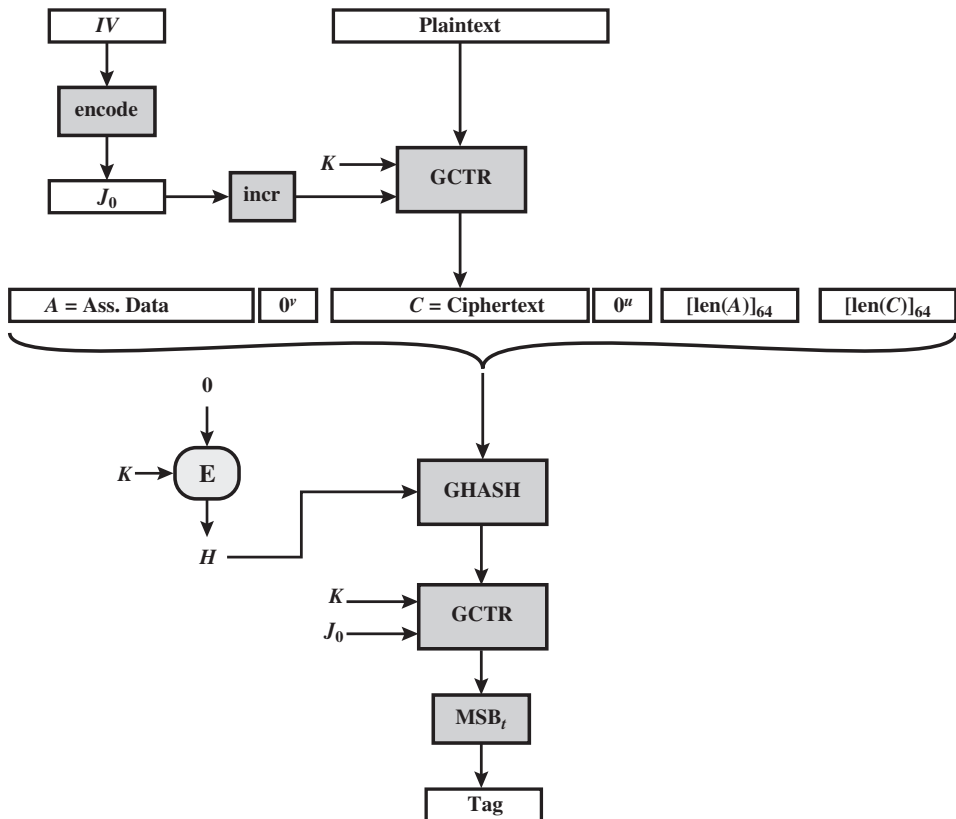 IV
Plaintext
encode
K
GCTR
J₀
incr
A = Ass. Data
0ᵛ
C = Ciphertext
0ᵘ
[len(A)]₆₄
[len(C)]₆₄
0
K
E
GHASH
H
K
GCTR
J₀
MSBₜ
Tag